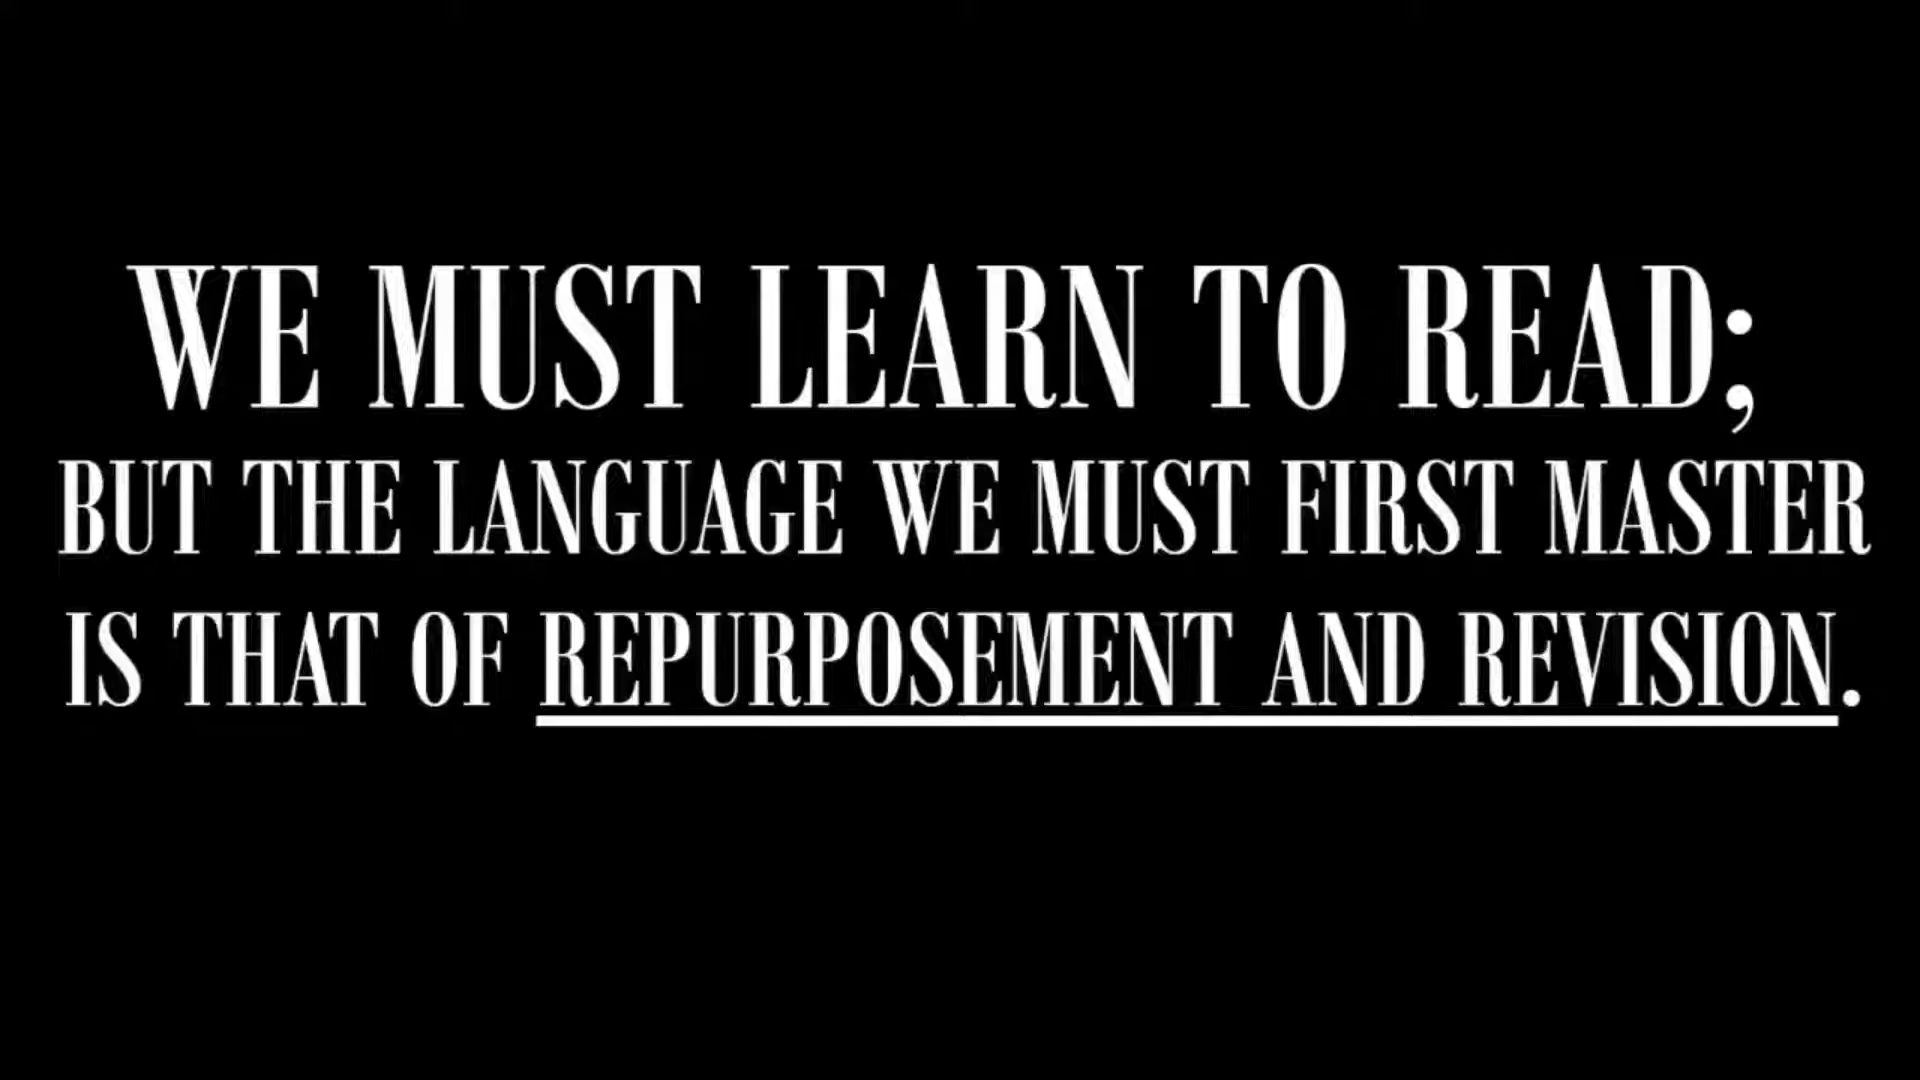 WE MUST LEARN TO READ;
BUT THE LANGUAGE WE MUST FIRST MASTER
IS THAT OF REPURPOSEMENT AND REVISION.